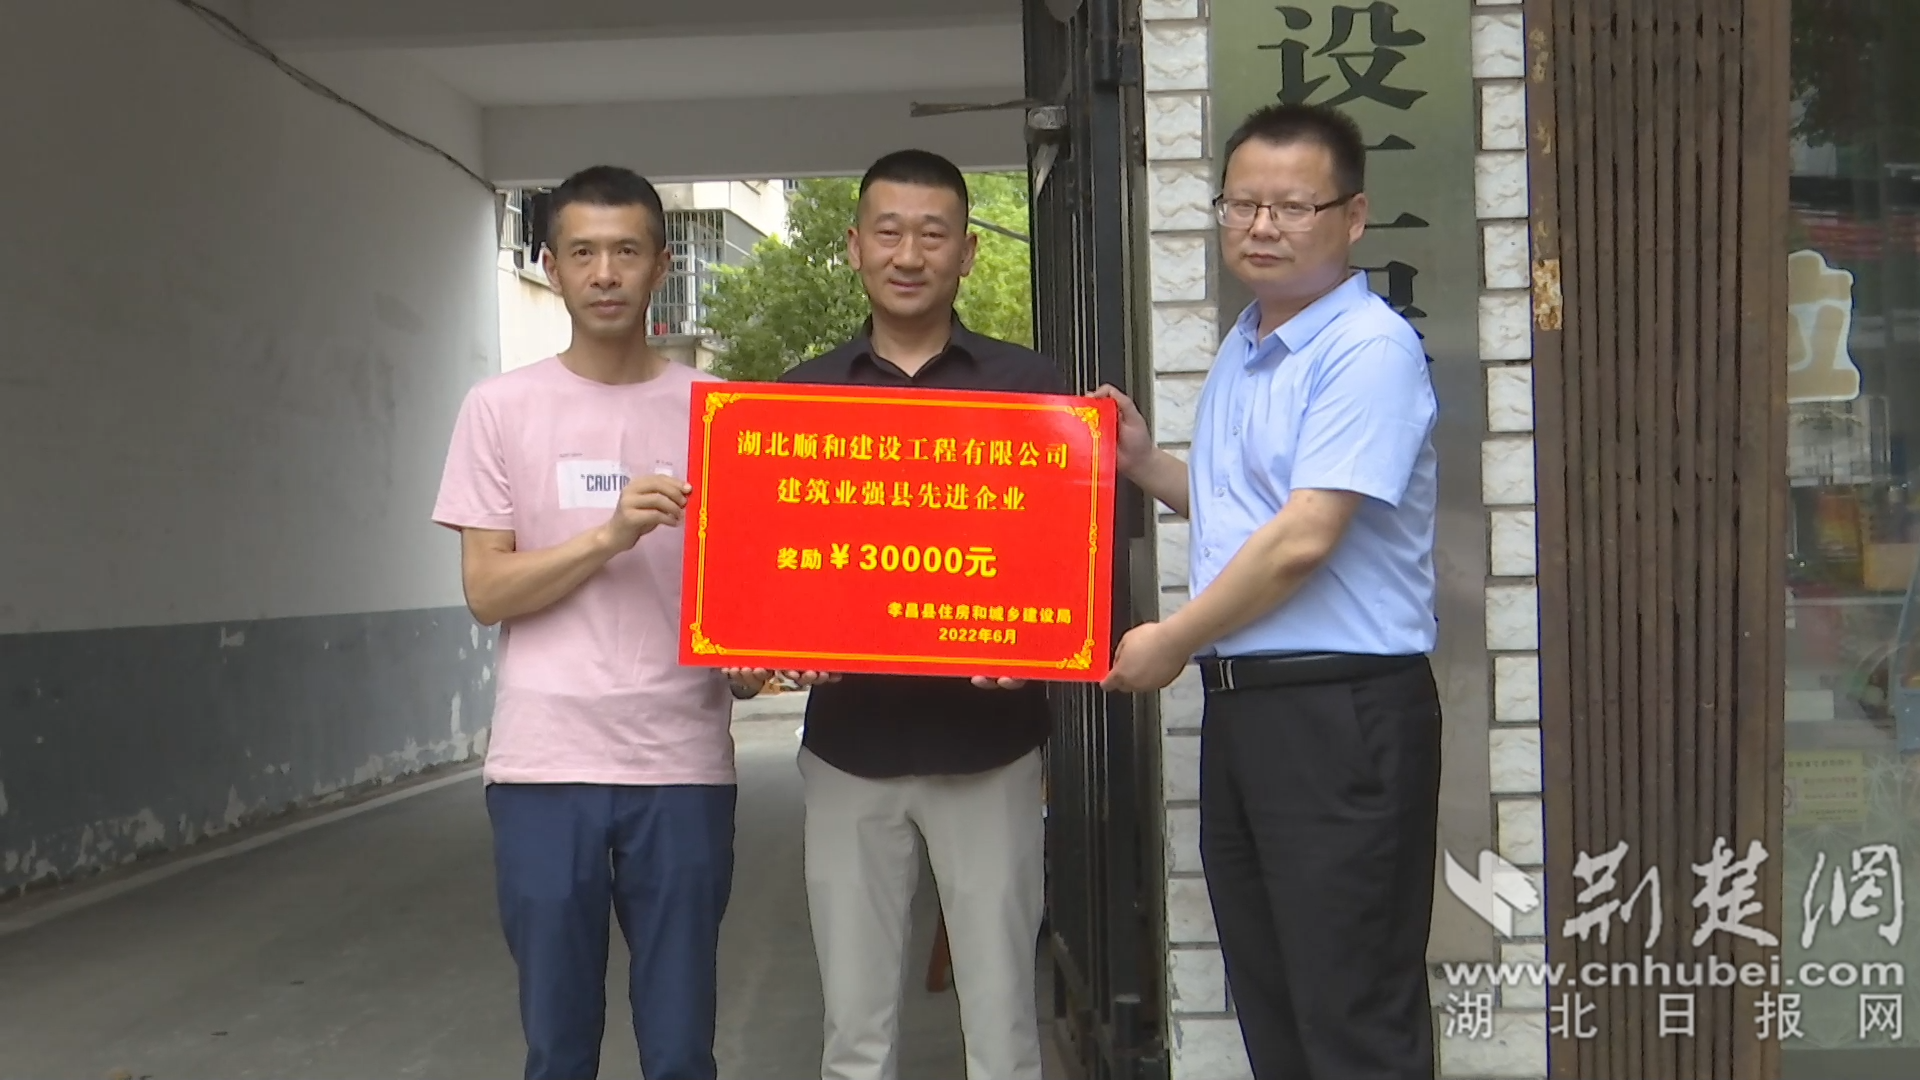 设工程
湖北顺和建设工程有限公司
建筑业强县先进企业
奖励￥30000元
孝昌县住房和城乡建设局
2022年6月
"CAUTI
荆楚網
www.cnhubei.com
湖北日报网